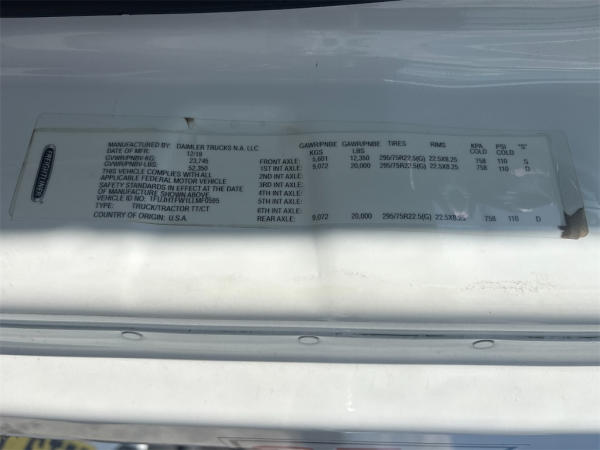 FREIGHTLINER
MANUFACTURED BY: DAIMLER TRUCKS N.A. LLC
DATE OF MFR: 12/19
GVWR/PNBV-KG: 23,745
GVWR/PNBV-LBS: 52,350
THIS VEHICLE COMPLIES WITH ALL
APPLICABLE FEDERAL MOTOR VEHICLE
SAFETY STANDARDS IN EFFECT AT THE DATE
OF MANUFACTURE SHOWN ABOVE.
VEHICLE ID NO:
TYPE: TRUCK/TRACTOR TT/CT
COUNTRY OF ORIGIN: U.S.A.
GAWR/PNBE KGS GAWR/PNBE LBS TIRES RIMS KPA COLD PSI COLD "S"
FRONT AXLE: 5,601 12,350 295/75R22.5(G) 22.5X8.25 758 110 S
1ST INT AXLE: 9,072 20,000 295/75R22.5(G) 22.5X8.25 758 110 D
2ND INT AXLE:
3RD INT AXLE:
4TH INT AXLE:
5TH INT AXLE:
6TH INT AXLE:
REAR AXLE: 9,072 20,000 295/75R22.5(G) 22.5X8.25 758 110 D